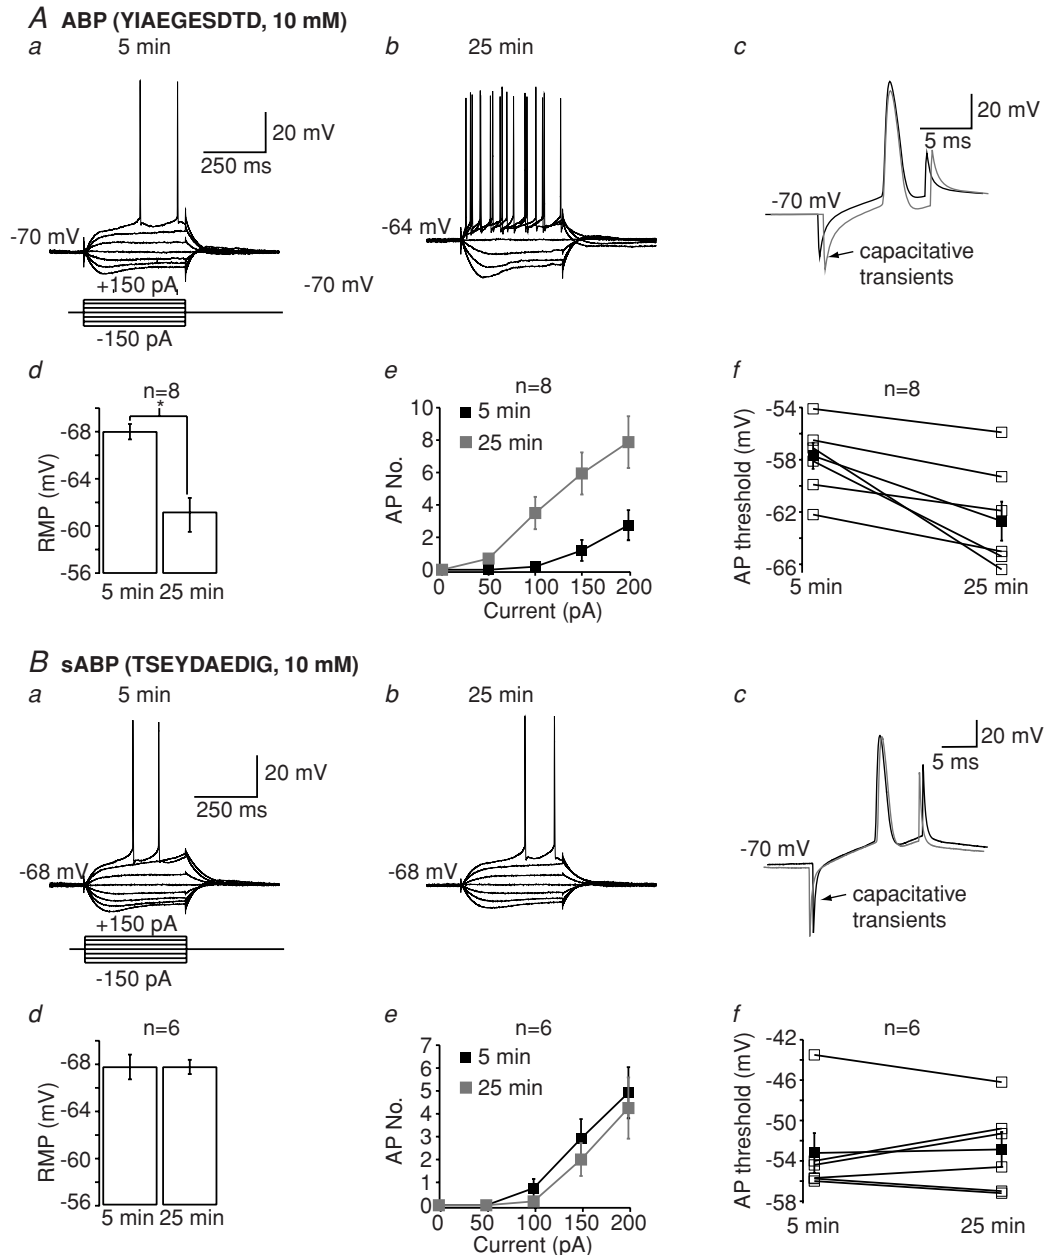 A ABP (YIAEGESDTD, 10 mM)
a 5 min
b 25 min
c
20 mV
250 ms
-70 mV
+150 pA
-150 pA
-64 mV
-70 mV
20 mV
5 ms
-70 mV
capacitative
transients
d
n=8
*
RMP (mV)
-68
-64
-60
-56
5 min 25 min
e
n=8
5 min
25 min
AP No.
10
8
6
4
2
0
0 50 100 150 200
Current (pA)
f
n=8
AP threshold (mV)
-54
-58
-62
-66
5 min 25 min
B sABP (TSEYDAEDIG, 10 mM)
a 5 min
b 25 min
c
20 mV
250 ms
-68 mV
+150 pA
-150 pA
-68 mV
20 mV
5 ms
-70 mV
capacitative
transients
d
n=6
RMP (mV)
-68
-64
-60
-56
5 min 25 min
e
n=6
5 min
25 min
AP No.
7
6
5
4
3
2
1
0
0 50 100 150 200
Current (pA)
f
n=6
AP threshold (mV)
-42
-46
-50
-54
-58
5 min 25 min